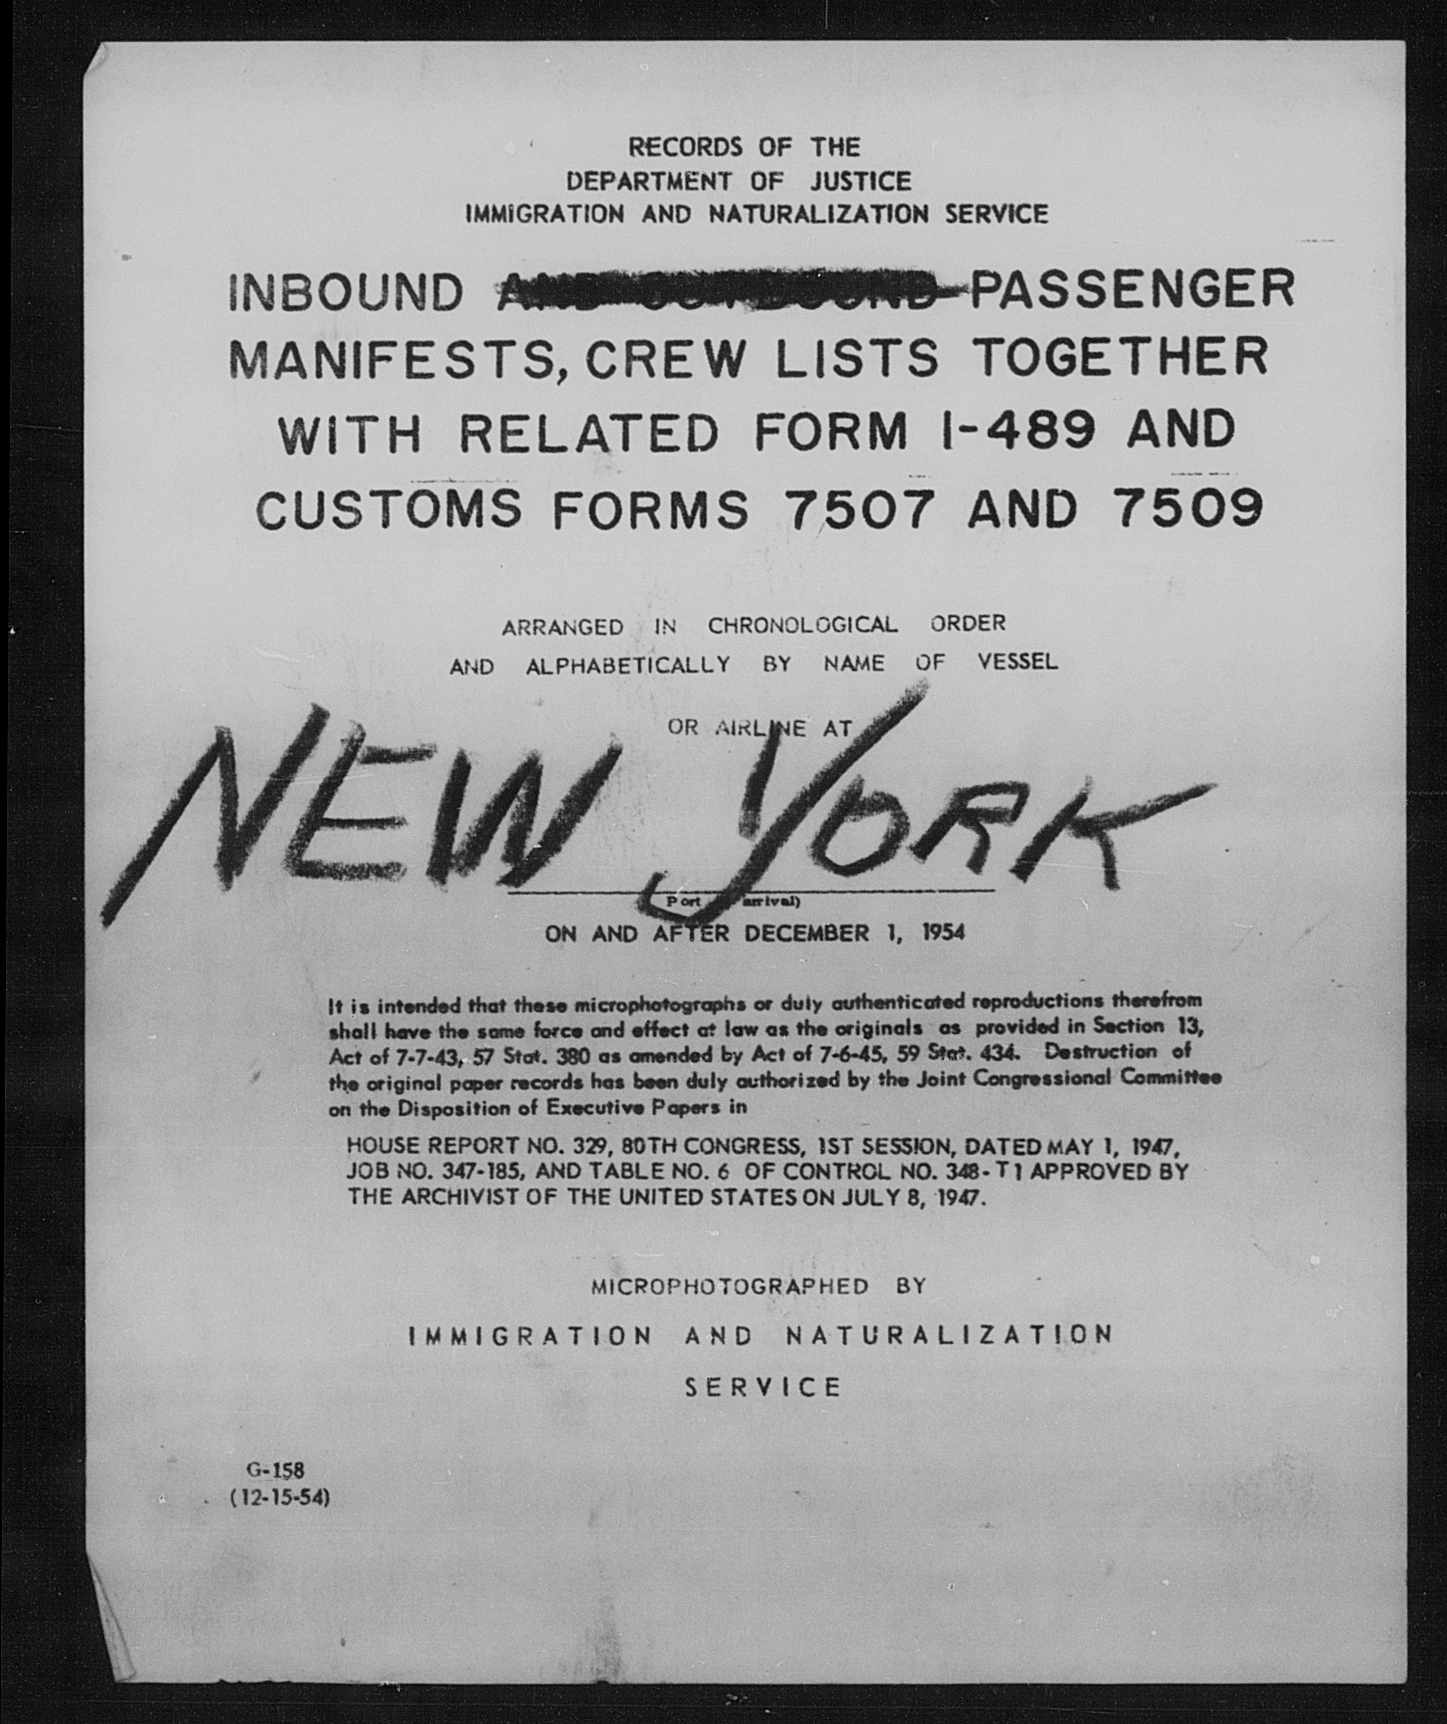 RECORDS OF THE
DEPARTMENT OF JUSTICE
IMMIGRATION AND NATURALIZATION SERVICE
INBOUND AND OUTBOUND PASSENGER
MANIFESTS, CREW LISTS TOGETHER
WITH RELATED FORM I-489 AND
CUSTOMS FORMS 7507 AND 7509
ARRANGED IN CHRONOLOGICAL ORDER
AND ALPHABETICALLY BY NAME OF VESSEL
OR AIRLINE AT
NEW YORK
Port arrival)
ON AND AFTER DECEMBER 1, 1954
It is intended that these microphotographs or duly authenticated reproductions therefrom
shall have the same force and effect at law as the originals as provided in Section 13,
Act of 7-7-43, 57 Stat. 380 as amended by Act of 7-6-45, 59 Stat. 434. Destruction of
the original paper records has been duly authorized by the Joint Congressional Committee
on the Disposition of Executive Papers in
HOUSE REPORT NO. 329, 80TH CONGRESS, 1ST SESSION, DATED MAY 1, 1947,
JOB NO. 347-185, AND TABLE NO. 6 OF CONTROL NO. 348-T1 APPROVED BY
THE ARCHIVIST OF THE UNITED STATES ON JULY 8, 1947.
MICROPHOTOGRAPHED BY
IMMIGRATION AND NATURALIZATION
SERVICE
G-158
(12-15-54)